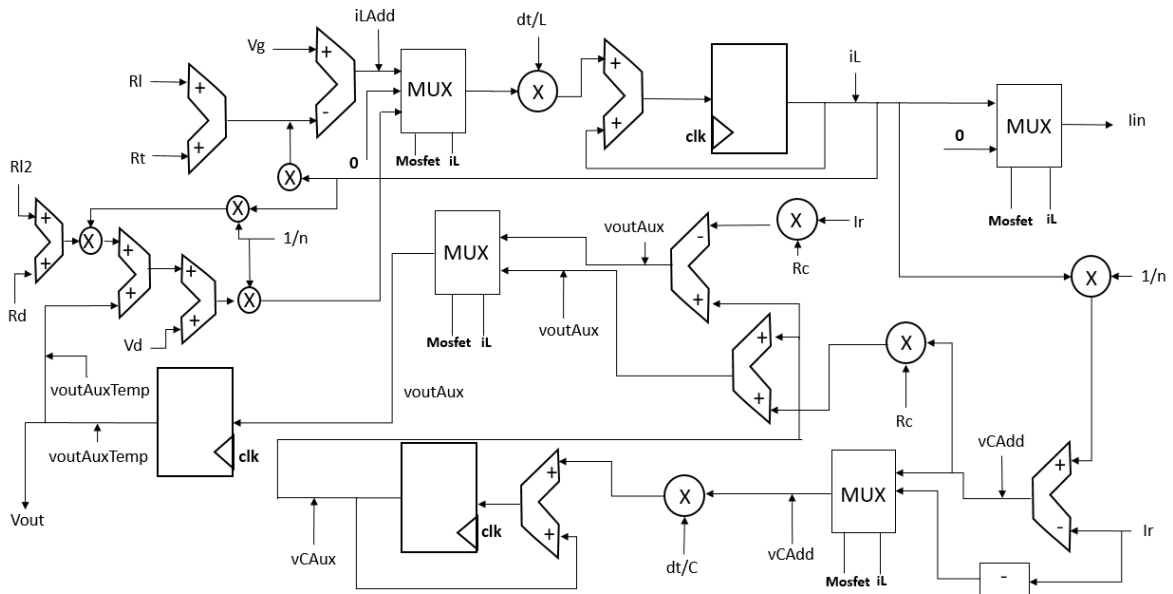 iLAdd
dt/L
Vg
+
Rl
+
-
MUX
X
+
+
clk
iL
MUX
Iin
0
Rt
+
0
Mosfet
iL
X
Mosfet
iL
Rl2
X
1/n
+
X
+
Rd
+
+
Vd
+
+
X
MUX
Mosfet
iL
voutAux
-
+
X
Ir
Rc
voutAux
X
1/n
+
+
X
Rc
voutAuxTemp
voutAux
voutAuxTemp
clk
Vout
vCAux
clk
+
+
X
dt/C
vCAdd
MUX
Mosfet
iL
vCAdd
+
-
Ir
-